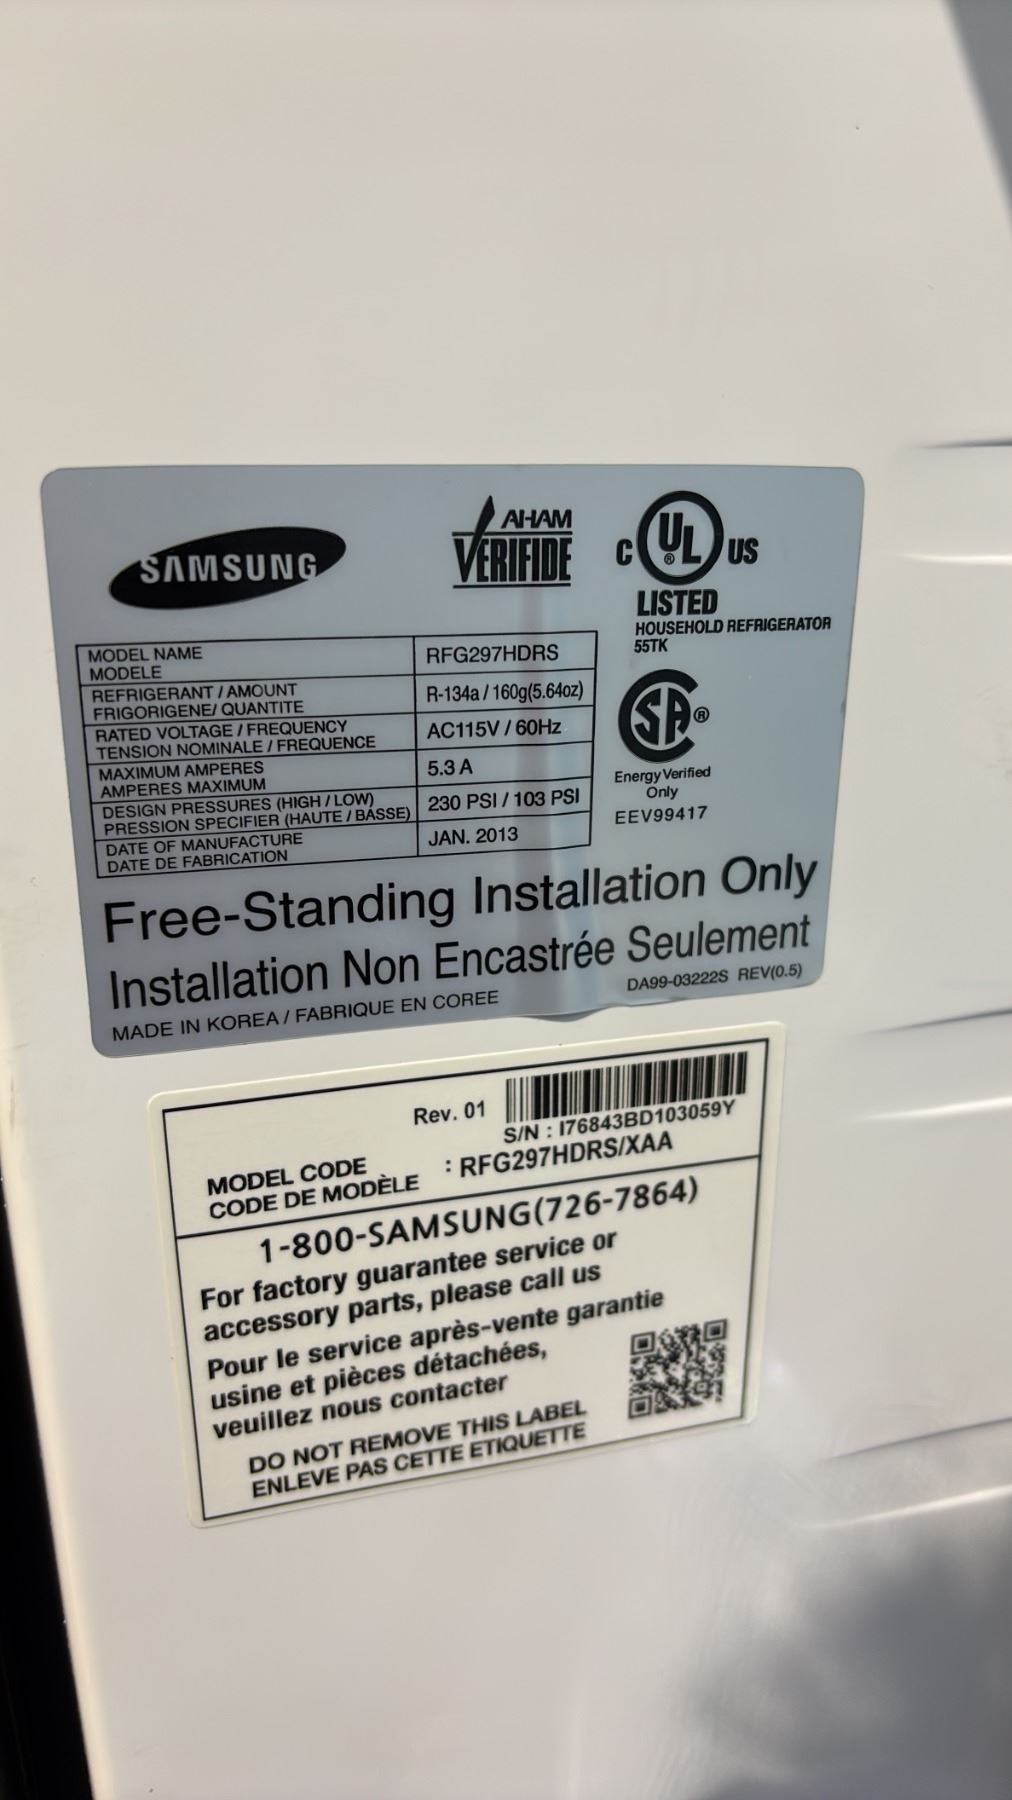 SAMSUNG
AHAM
VERIFIDE
C UL® US
LISTED
HOUSEHOLD REFRIGERATOR
55TK
SA®
Energy Verified
Only
EEV99417
MODEL NAME RFG297HDRS
MODELE
REFRIGERANT / AMOUNT R-134a / 160g(5.64oz)
FRIGORIGENE/ QUANTITE
RATED VOLTAGE / FREQUENCY AC115V / 60Hz
TENSION NOMINALE / FREQUENCE
MAXIMUM AMPERES 5.3 A
AMPERES MAXIMUM
DESIGN PRESSURES (HIGH / LOW) 230 PSI / 103 PSI
PRESSION SPECIFIER (HAUTE / BASSE)
DATE OF MANUFACTURE JAN. 2013
DATE DE FABRICATION
Free-Standing Installation Only
Installation Non Encastrée Seulement
MADE IN KOREA / FABRIQUE EN COREE
DA99-03222S REV(0.5)
Rev. 01
S/N : I76843BD103059Y
MODEL CODE : RFG297HDRS/XAA
CODE DE MODÈLE
1-800-SAMSUNG(726-7864)
For factory guarantee service or
accessory parts, please call us
Pour le service après-vente garantie
usine et pièces détachées,
veuillez nous contacter
DO NOT REMOVE THIS LABEL
ENLEVE PAS CETTE ETIQUETTE